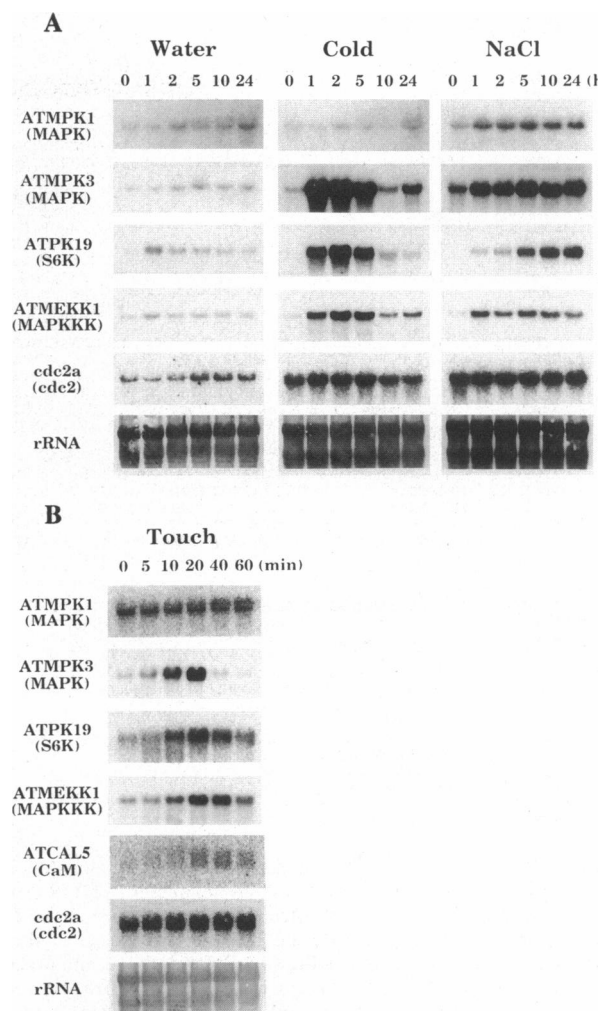 A
Water Cold NaCl
0 1 2 5 10 24 0 1 2 5 10 24 0 1 2 5 10 24 (h
ATMPK1
(MAPK)
ATMPK3
(MAPK)
ATPK19
(S6K)
ATMEKK1
(MAPKKK)
cdc2a
(cdc2)
rRNA
B
Touch
0 5 10 20 40 60 (min)
ATMPK1
(MAPK)
ATMPK3
(MAPK)
ATPK19
(S6K)
ATMEKK1
(MAPKKK)
ATCAL5
(CaM)
cdc2a
(cdc2)
rRNA